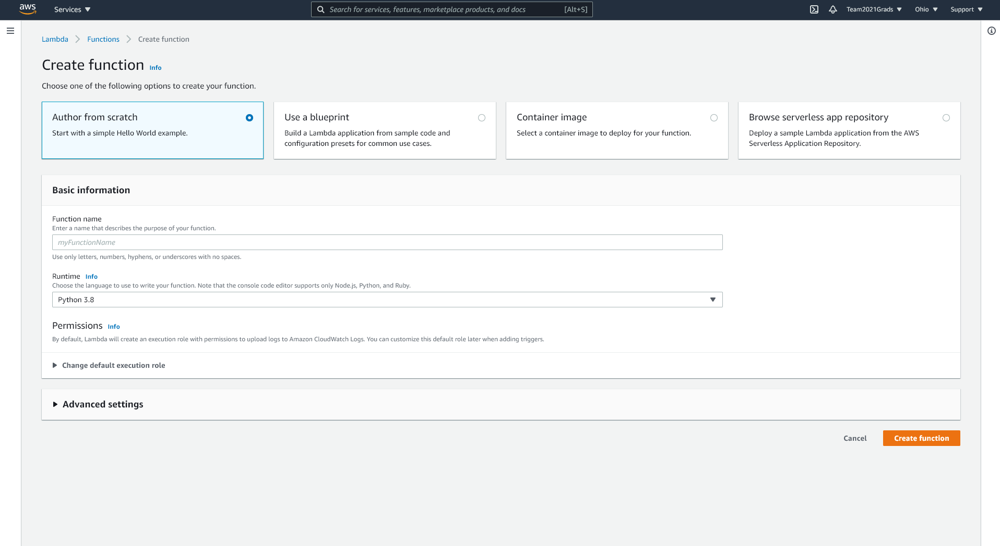 aws
Services
Search for services, features, marketplace products, and docs [Alt+S]
Team2021Grads
Ohio
Support
Lambda
Functions
Create function
Create function Info
Choose one of the following options to create your function.
Author from scratch
Start with a simple Hello World example.
Use a blueprint
Build a Lambda application from sample code and
configuration presets for common use cases.
Container image
Select a container image to deploy for your function.
Browse serverless app repository
Deploy a sample Lambda application from the AWS
Serverless Application Repository.
Basic information
Function name
Enter a name that describes the purpose of your function.
myFunctionName
Use only letters, numbers, hyphens, or underscores with no spaces.
Runtime Info
Choose the language to use to write your function. Note that the console code editor supports only Node.js, Python, and Ruby.
Python 3.8
Permissions Info
By default, Lambda will create an execution role with permissions to upload logs to Amazon CloudWatch Logs. You can customize this default role later when adding triggers.
Change default execution role
Advanced settings
Cancel
Create function